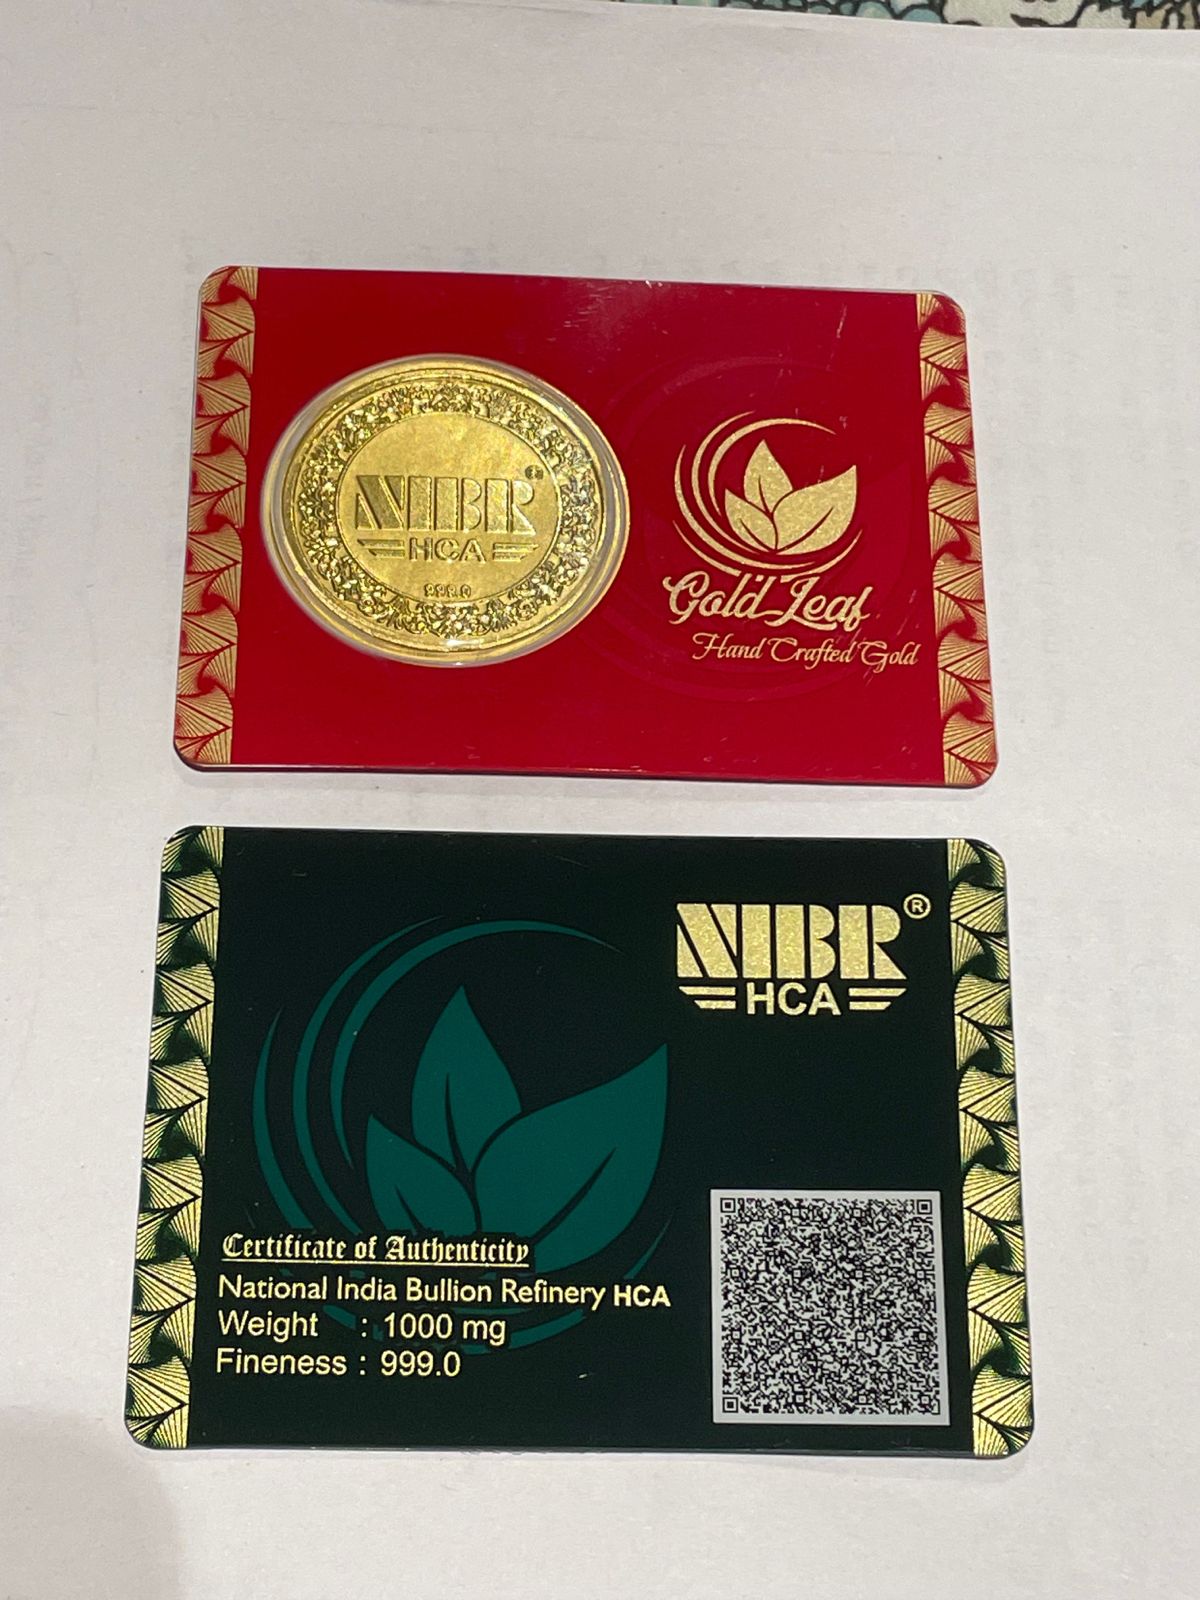 NIBR
HCA
999.0
Gold Leaf
Hand Crafted Gold
NIBR®
HCA
Certificate of Authenticity
National India Bullion Refinery HCA
Weight : 1000 mg
Fineness : 999.0